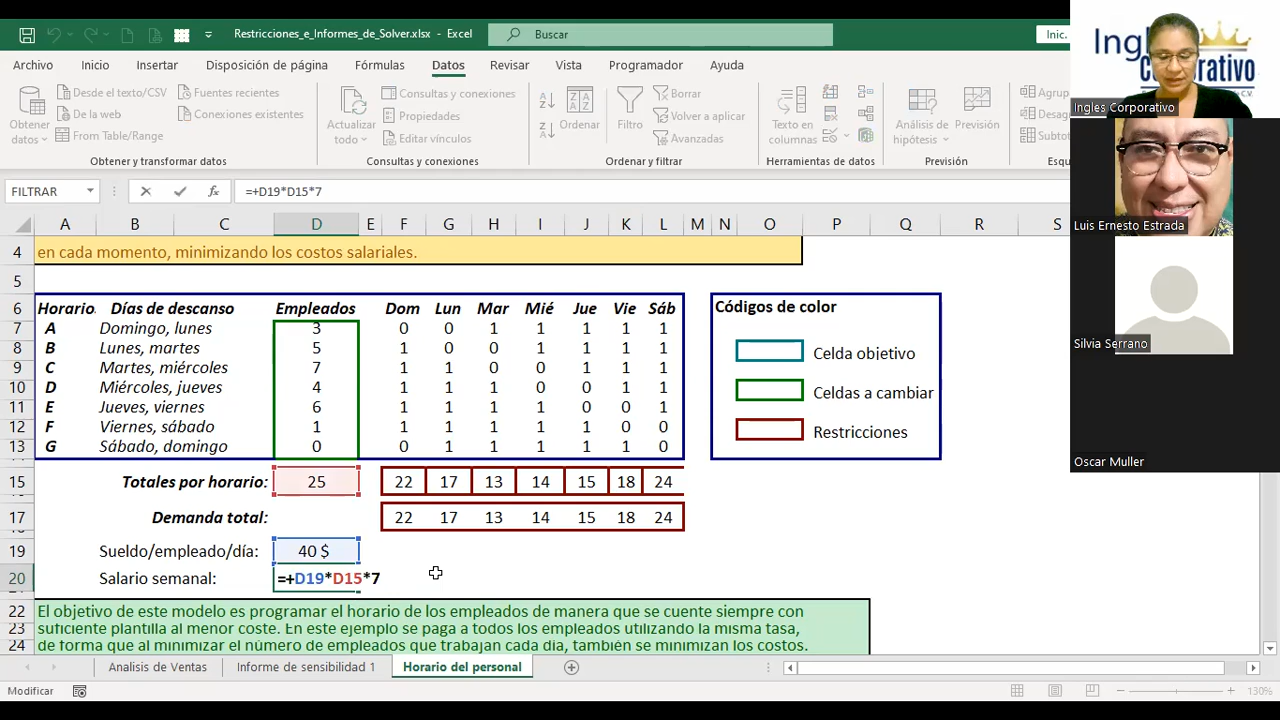 Restricciones_e_Informes_de_Solver.xlsx - Excel
Buscar
Inic.
Archivo Inicio Insertar Disposición de página Fórmulas Datos Revisar Vista Programador Ayuda
Obtener datos
Desde el texto/CSV
De la web
From Table/Range
Fuentes recientes
Conexiones existentes
Actualizar todo
Consultas y conexiones
Propiedades
Editar vínculos
Ordenar
Filtro
Borrar
Volver a aplicar
Avanzadas
Texto en columnas
Análisis de hipótesis
Previsión
Agrup
Desag
Subto
Obtener y transformar datos
Consultas y conexiones
Ordenar y filtrar
Herramientas de datos
Previsión
Esqu
FILTRAR
=+D19*D15*7
A B C D E F G H I J K L M N O P Q R S
4 en cada momento, minimizando los costos salariales.
5
6 Horario Días de descanso Empleados Dom Lun Mar Mié Jue Vie Sáb
7 A Domingo, lunes 3 0 0 1 1 1 1 1
8 B Lunes, martes 5 1 0 0 1 1 1 1
9 C Martes, miércoles 7 1 1 0 0 1 1 1
10 D Miércoles, jueves 4 1 1 1 0 0 1 1
11 E Jueves, viernes 6 1 1 1 1 0 0 1
12 F Viernes, sábado 1 1 1 1 1 1 0 0
13 G Sábado, domingo 0 0 1 1 1 1 1 0
Códigos de color
Celda objetivo
Celdas a cambiar
Restricciones
15 Totales por horario: 25 22 17 13 14 15 18 24
17 Demanda total: 22 17 13 14 15 18 24
19 Sueldo/empleado/día: 40 $
20 Salario semanal: =+D19*D15*7
22 El objetivo de este modelo es programar el horario de los empleados de manera que se cuente siempre con
23 suficiente plantilla al menor coste. En este ejemplo se paga a todos los empleados utilizando la misma tasa,
24 de forma que al minimizar el número de empleados que trabajan cada día, también se minimizan los costos.
Analisis de Ventas Informe de sensibilidad 1 Horario del personal
Modificar
130%
Ingles Corporativo
Luis Ernesto Estrada
Silvia Serrano
Oscar Muller